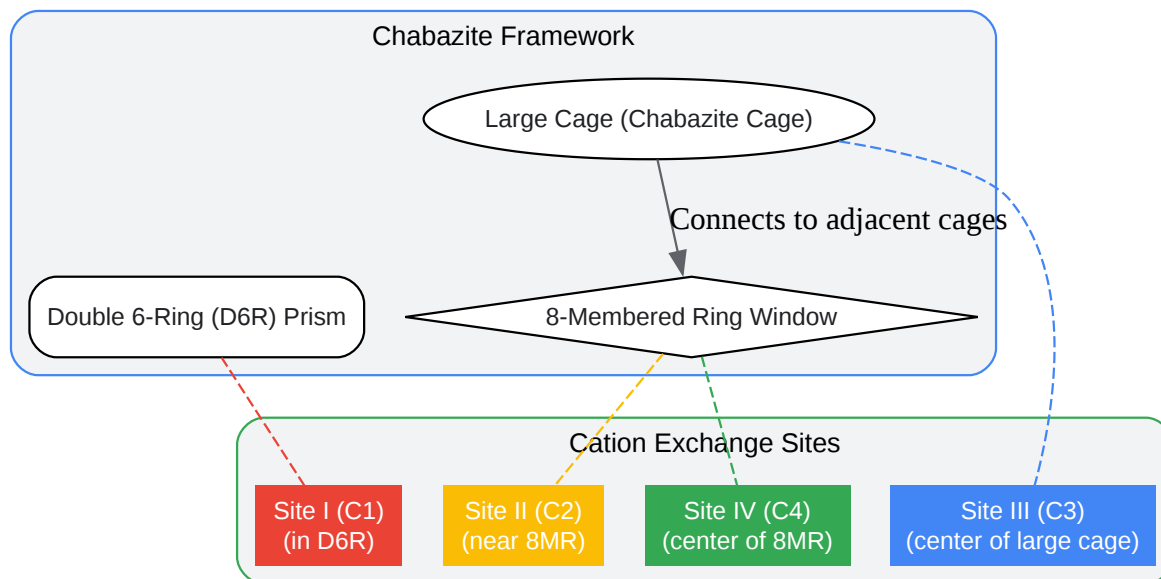 Chabazite Framework
Large Cage (Chabazite Cage)
Connects to adjacent cages
Double 6-Ring (D6R) Prism
8-Membered Ring Window
Cation Exchange Sites
Site I (C1)
(in D6R)
Site II (C2)
(near 8MR)
Site IV (C4)
(center of 8MR)
Site III (C3)
(center of large cage)